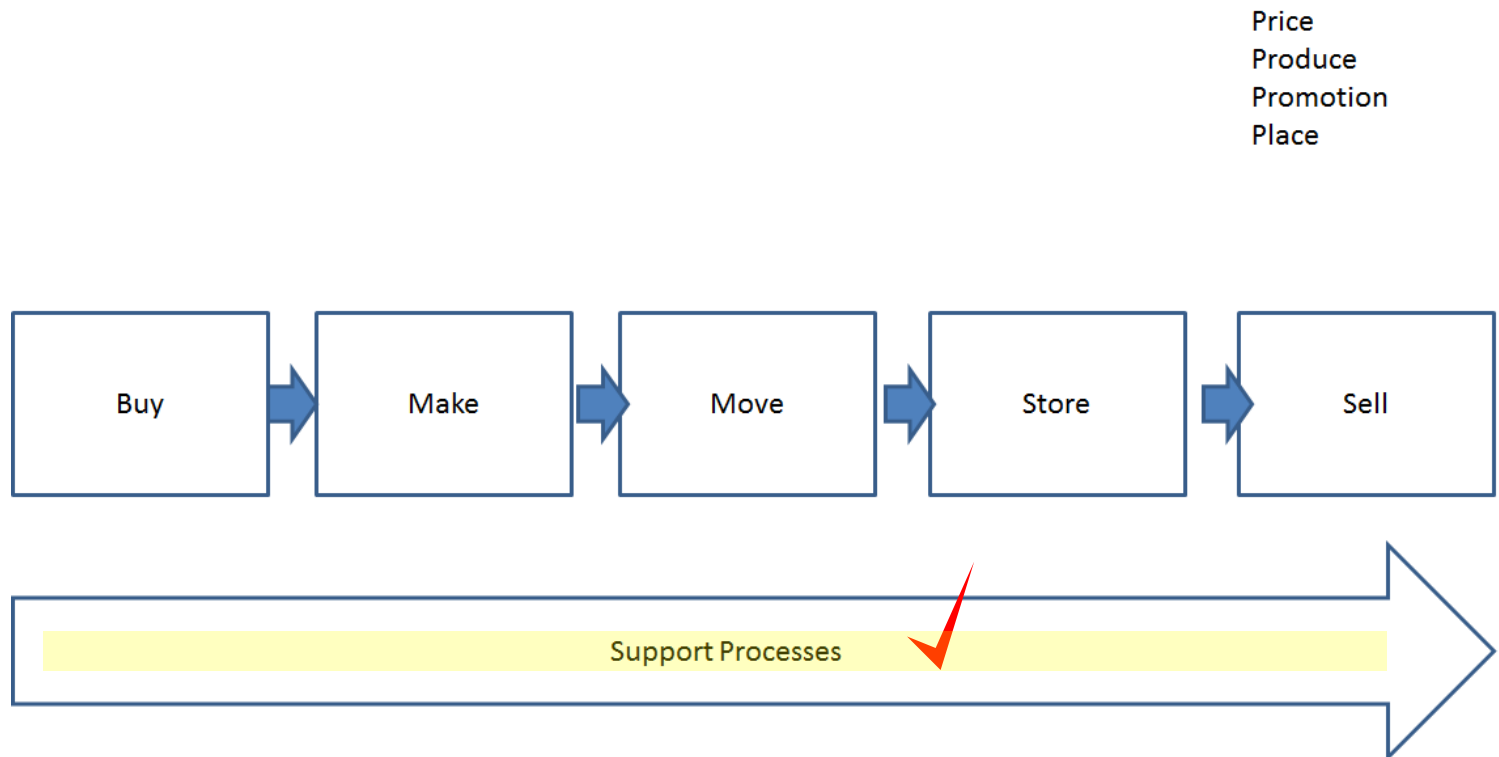 Price
Produce
Promotion
Place
Buy
Make
Move
Store
Sell
Support Processes